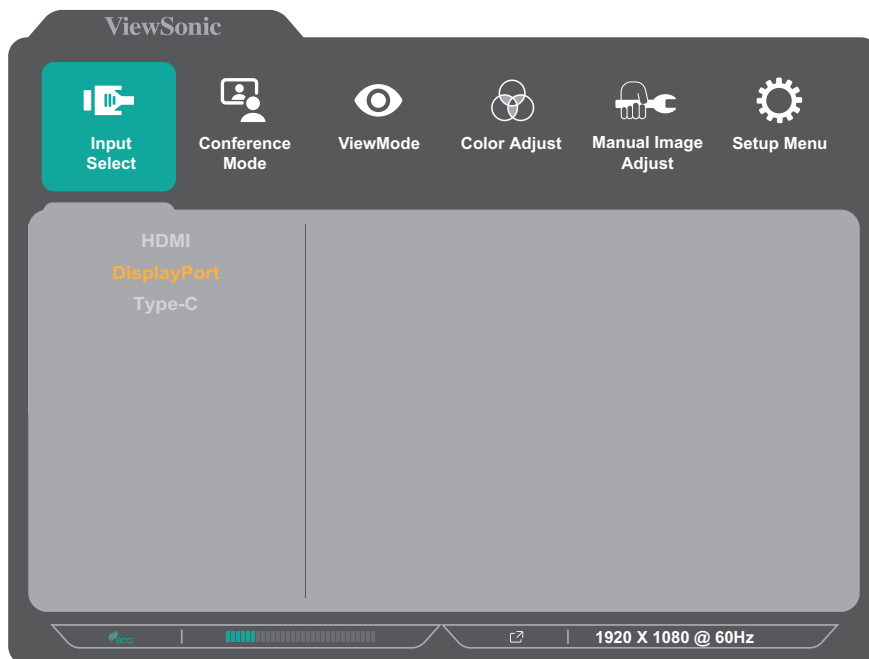 ViewSonic
Input
Select
Conference
Mode
ViewMode
Color Adjust
Manual Image
Adjust
Setup Menu
HDMI
DisplayPort
Type-C
eco
1920 X 1080 @ 60Hz